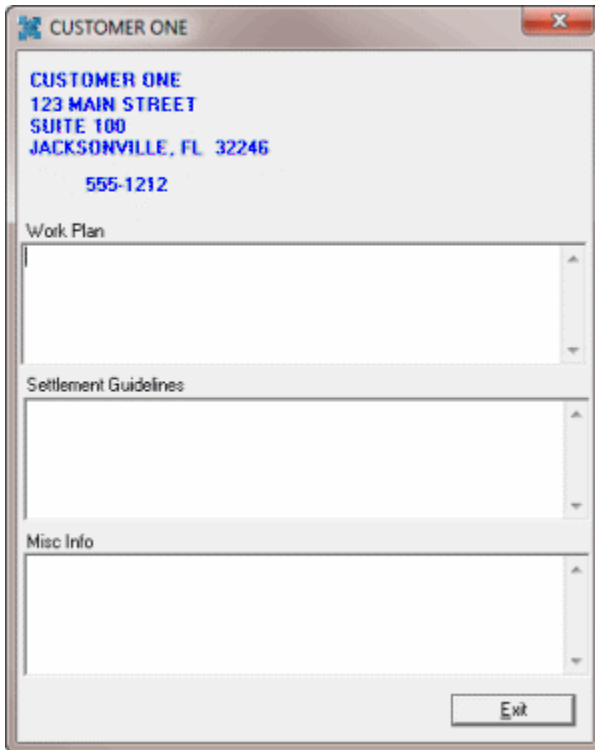 CUSTOMER ONE
CUSTOMER ONE
123 MAIN STREET
SUITE 100
JACKSONVILLE, FL 32246
555-1212
Work Plan
Settlement Guidelines
Misc Info
Exit